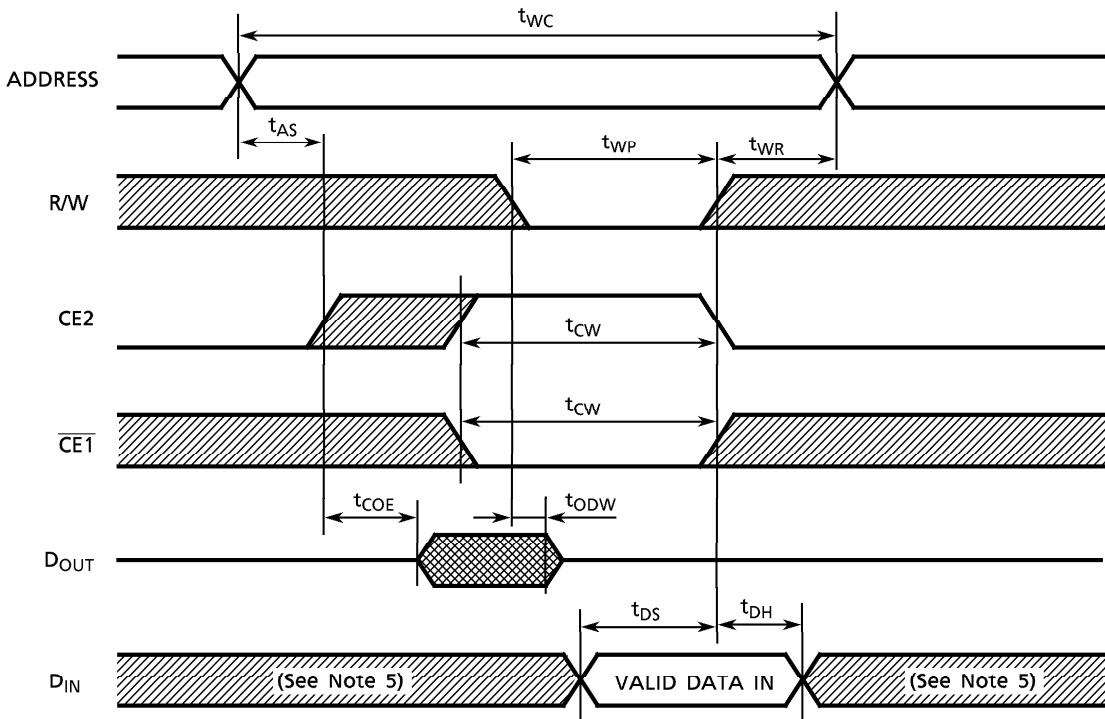 tWC
ADDRESS
tAS
tWP
tWR
R/W
CE2
tCW
tCW
CE1
tCOE
tODW
DOUT
tDS
tDH
DIN
(See Note 5)
VALID DATA IN
(See Note 5)